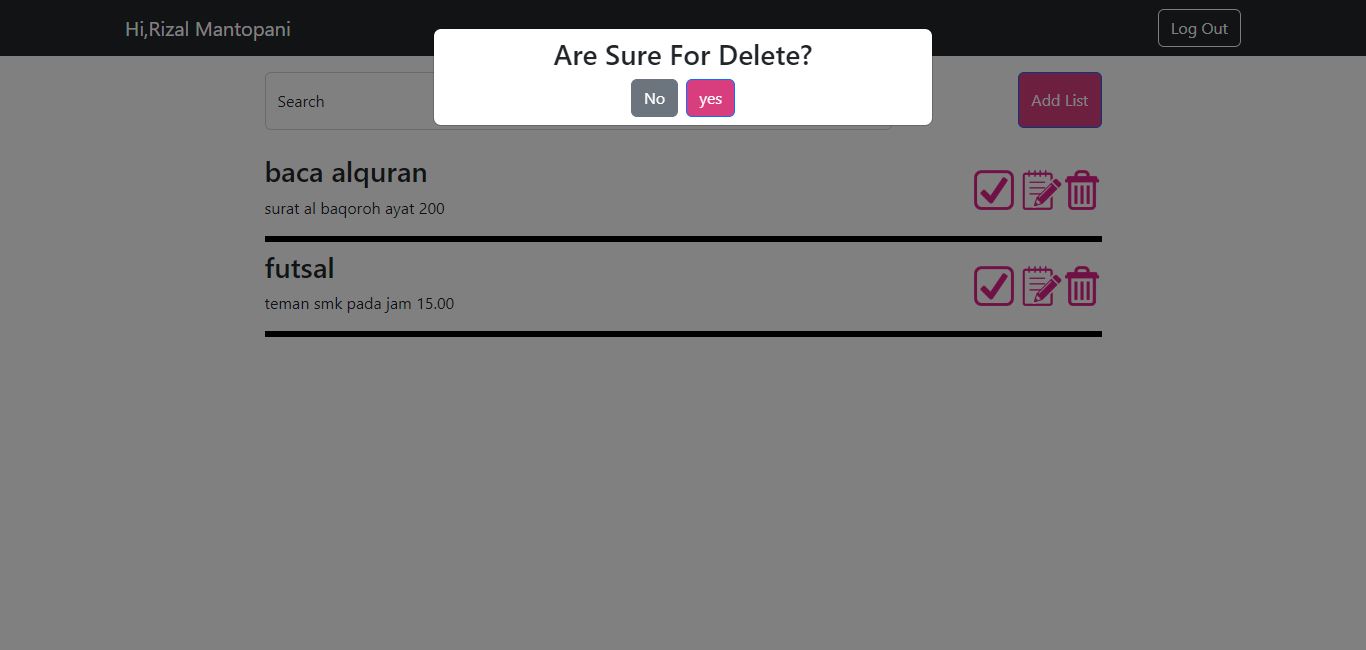 Hi,Rizal Mantopani
Log Out
Are Sure For Delete?
No
yes
Search
Add List
baca alquran
surat al baqoroh ayat 200
futsal
teman smk pada jam 15.00